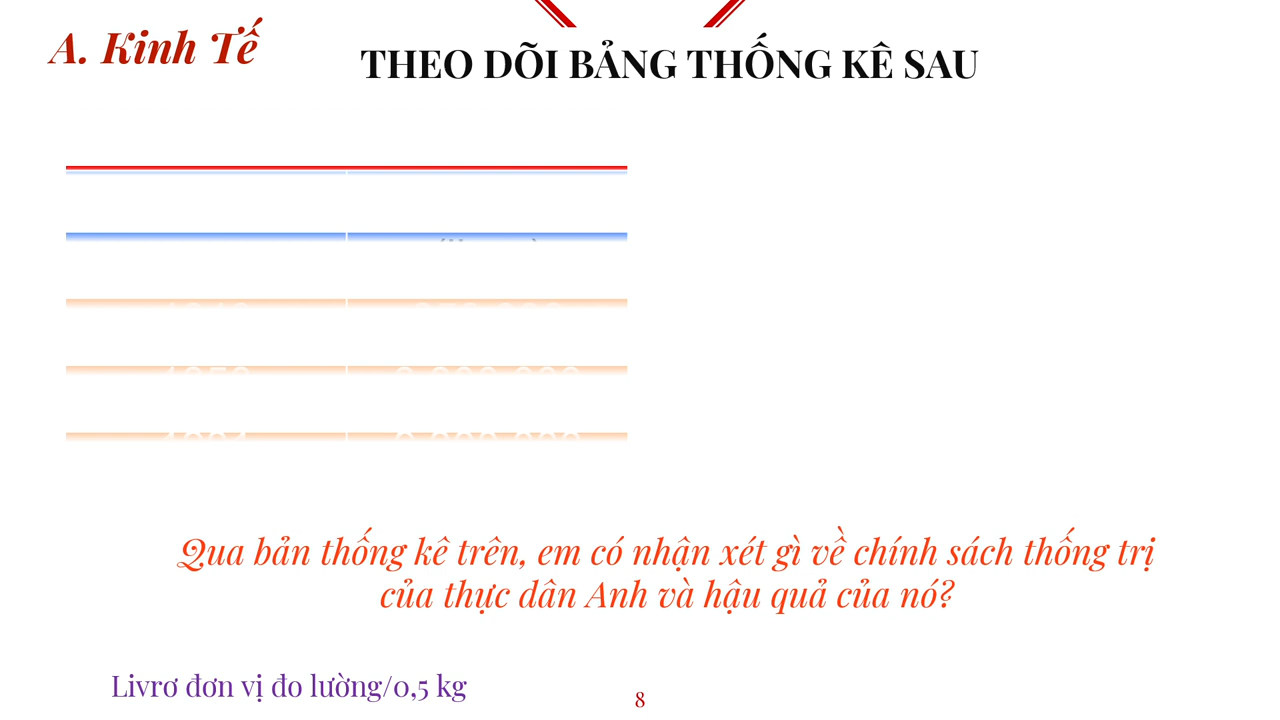 A. Kinh Tế
THEO DÕI BẢNG THỐNG KÊ SAU
Qua bản thống kê trên, em có nhận xét gì về chính sách thống trị
của thực dân Anh và hậu quả của nó?
Livrơ đơn vị đo lường/0,5 kg
8